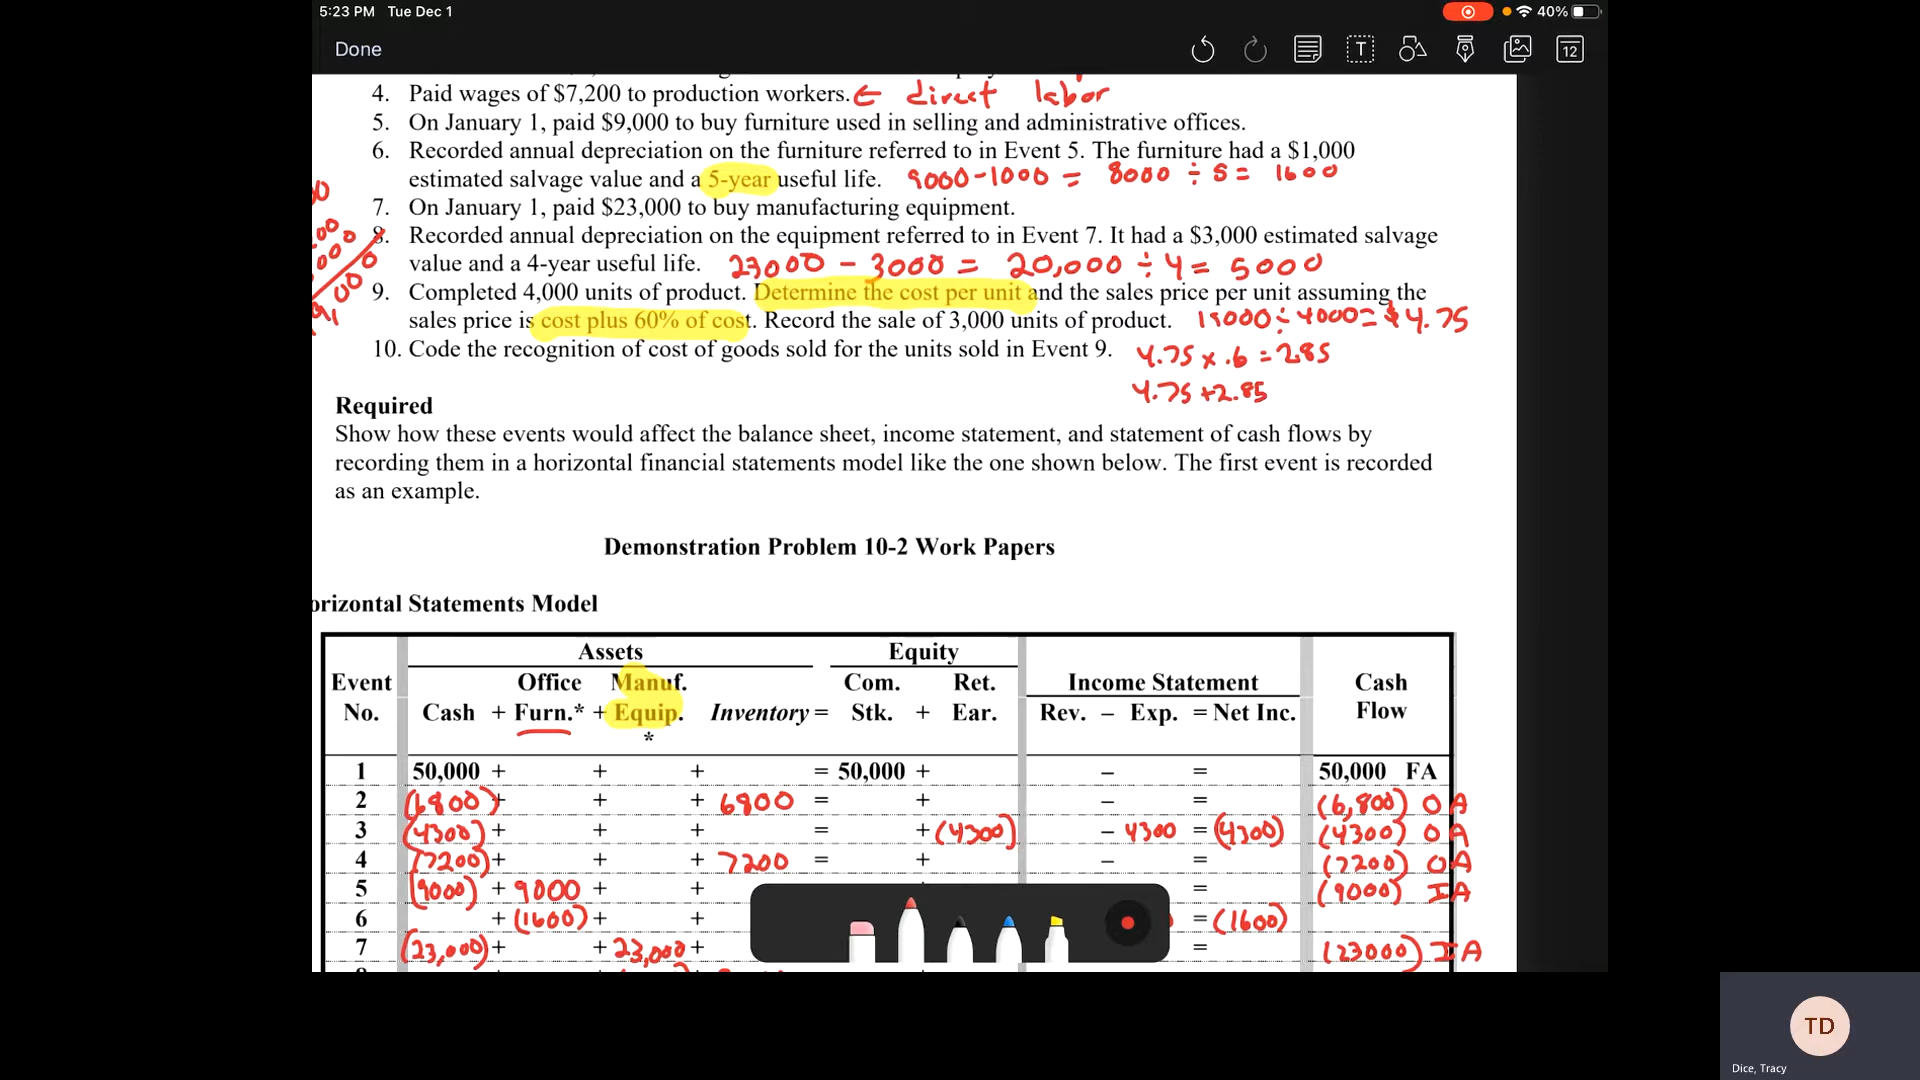 5:23 PM Tue Dec 1 40%
Done T 12
4. Paid wages of $7,200 to production workers. ← direct labor
5. On January 1, paid $9,000 to buy furniture used in selling and administrative offices.
6. Recorded annual depreciation on the furniture referred to in Event 5. The furniture had a $1,000
estimated salvage value and a 5-year useful life. 9000-1000 = 8000 ÷ 5 = 1600
7. On January 1, paid $23,000 to buy manufacturing equipment.
8. Recorded annual depreciation on the equipment referred to in Event 7. It had a $3,000 estimated salvage
value and a 4-year useful life. 23000 - 3000 = 20,000 ÷ 4 = 5000
9. Completed 4,000 units of product. Determine the cost per unit and the sales price per unit assuming the
sales price is cost plus 60% of cost. Record the sale of 3,000 units of product. 19000 ÷ 4000 = $4.75
10. Code the recognition of cost of goods sold for the units sold in Event 9. 4.75 x .6 = 2.85
4.75 + 2.85
Required
Show how these events would affect the balance sheet, income statement, and statement of cash flows by
recording them in a horizontal financial statements model like the one shown below. The first event is recorded
as an example.
Demonstration Problem 10-2 Work Papers
orizontal Statements Model
Assets Equity
Event Office Manuf. Com. Ret. Income Statement Cash
No. Cash + Furn.* + Equip. Inventory = Stk. + Ear. Rev. – Exp. = Net Inc. Flow
*
1 50,000 + + + = 50,000 + – = 50,000 FA
2 (6800) + + + 6800 = + – = (6,800) OA
3 (4300) + + + = + (4300) – 4300 = (4300) (4300) OA
4 (7200) + + + 7200 = + – = (7200) OA
5 (9000) + 9000 + + = (9000) IA
6 + (1600) + + = (1600)
7 (23,000) + + 23,000 + = (23000) IA
TD
Dice, Tracy